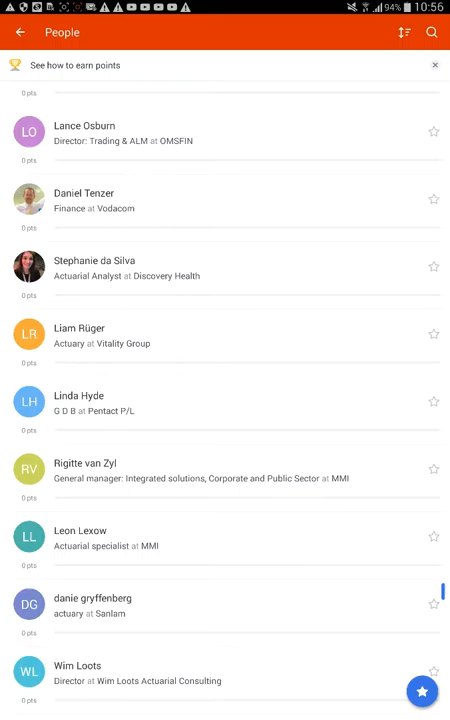 94% 10:56
People
See how to earn points
0 pts
LO
Lance Osburn
Director: Trading & ALM at OMSFIN
0 pts
Daniel Tenzer
Finance at Vodacom
0 pts
Stephanie da Silva
Actuarial Analyst at Discovery Health
0 pts
LR
Liam Rüger
Actuary at Vitality Group
0 pts
LH
Linda Hyde
G D B at Pentact P/L
0 pts
RV
Rigitte van Zyl
General manager: Integrated solutions, Corporate and Public Sector at MMI
0 pts
LL
Leon Lexow
Actuarial specialist at MMI
0 pts
DG
danie gryffenberg
actuary at Sanlam
0 pts
WL
Wim Loots
Director at Wim Loots Actuarial Consulting